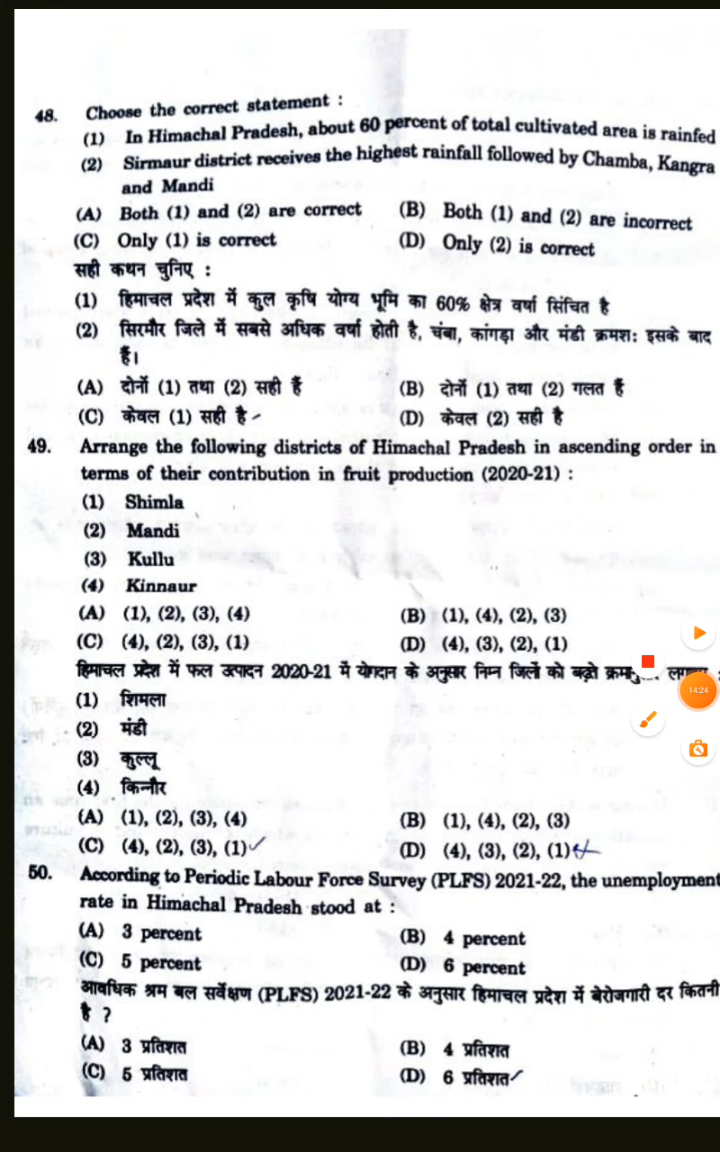 48. Choose the correct statement :
(1) In Himachal Pradesh, about 60 percent of total cultivated area is rainfed
(2) Sirmaur district receives the highest rainfall followed by Chamba, Kangra
and Mandi
(A) Both (1) and (2) are correct (B) Both (1) and (2) are incorrect
(C) Only (1) is correct (D) Only (2) is correct
सही कथन चुनिए :
(1) हिमाचल प्रदेश में कुल कृषि योग्य भूमि का 60% क्षेत्र वर्षा सिंचित है
(2) सिरमौर जिले में सबसे अधिक वर्षा होती है, चंबा, कांगड़ा और मंडी क्रमशः इसके बाद
हैं।
(A) दोनों (1) तथा (2) सही हैं (B) दोनों (1) तथा (2) गलत हैं
(C) केवल (1) सही है (D) केवल (2) सही है
49. Arrange the following districts of Himachal Pradesh in ascending order in
terms of their contribution in fruit production (2020-21) :
(1) Shimla
(2) Mandi
(3) Kullu
(4) Kinnaur
(A) (1), (2), (3), (4) (B) (1), (4), (2), (3)
(C) (4), (2), (3), (1) (D) (4), (3), (2), (1)
हिमाचल प्रदेश में फल उत्पादन 2020-21 में योगदान के अनुसार निम्न जिलों को बढ़ते
(1) शिमला
(2) मंडी
(3) कुल्लू
(4) किन्नौर
(A) (1), (2), (3), (4) (B) (1), (4), (2), (3)
(C) (4), (2), (3), (1) (D) (4), (3), (2), (1)
14:24
50. According to Periodic Labour Force Survey (PLFS) 2021-22, the unemployment
rate in Himachal Pradesh stood at :
(A) 3 percent (B) 4 percent
(C) 5 percent (D) 6 percent
आवधिक श्रम बल सर्वेक्षण (PLFS) 2021-22 के अनुसार हिमाचल प्रदेश में बेरोजगारी दर कितनी
है ?
(A) 3 प्रतिशत (B) 4 प्रतिशत
(C) 5 प्रतिशत (D) 6 प्रतिशत